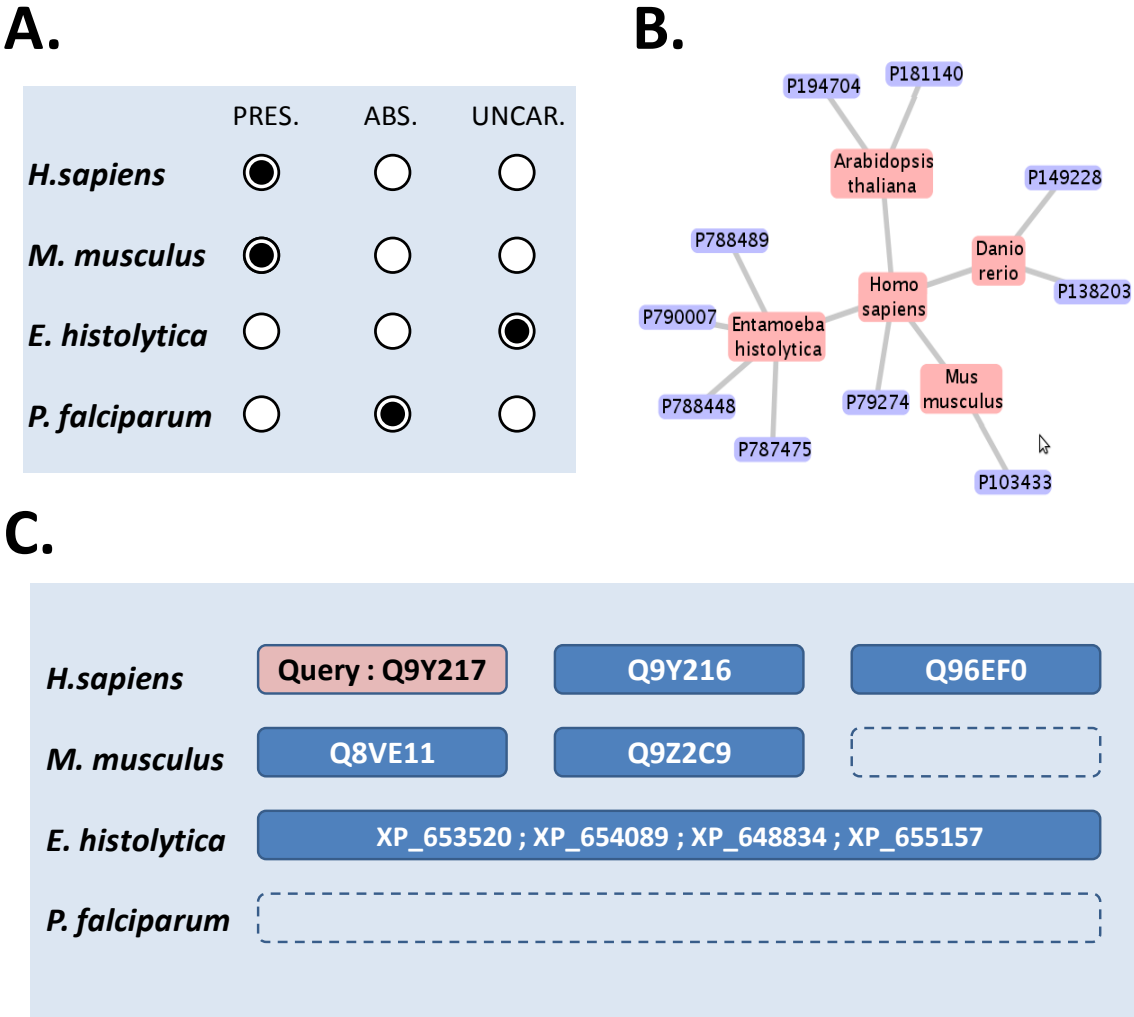 A.
PRES. ABS. UNCAR.
H.sapiens
M. musculus
E. histolytica
P. falciparum
B.
P194704
P181140
Arabidopsis
thaliana
P149228
P788489
Danio
rerio
Homo
sapiens
P138203
P790007
Entamoeba
histolytica
Mus
musculus
P788448
P79274
P787475
P103433
C.
H.sapiens Query : Q9Y217 Q9Y216 Q96EF0
M. musculus Q8VE11 Q9Z2C9
E. histolytica XP_653520 ; XP_654089 ; XP_648834 ; XP_655157
P. falciparum